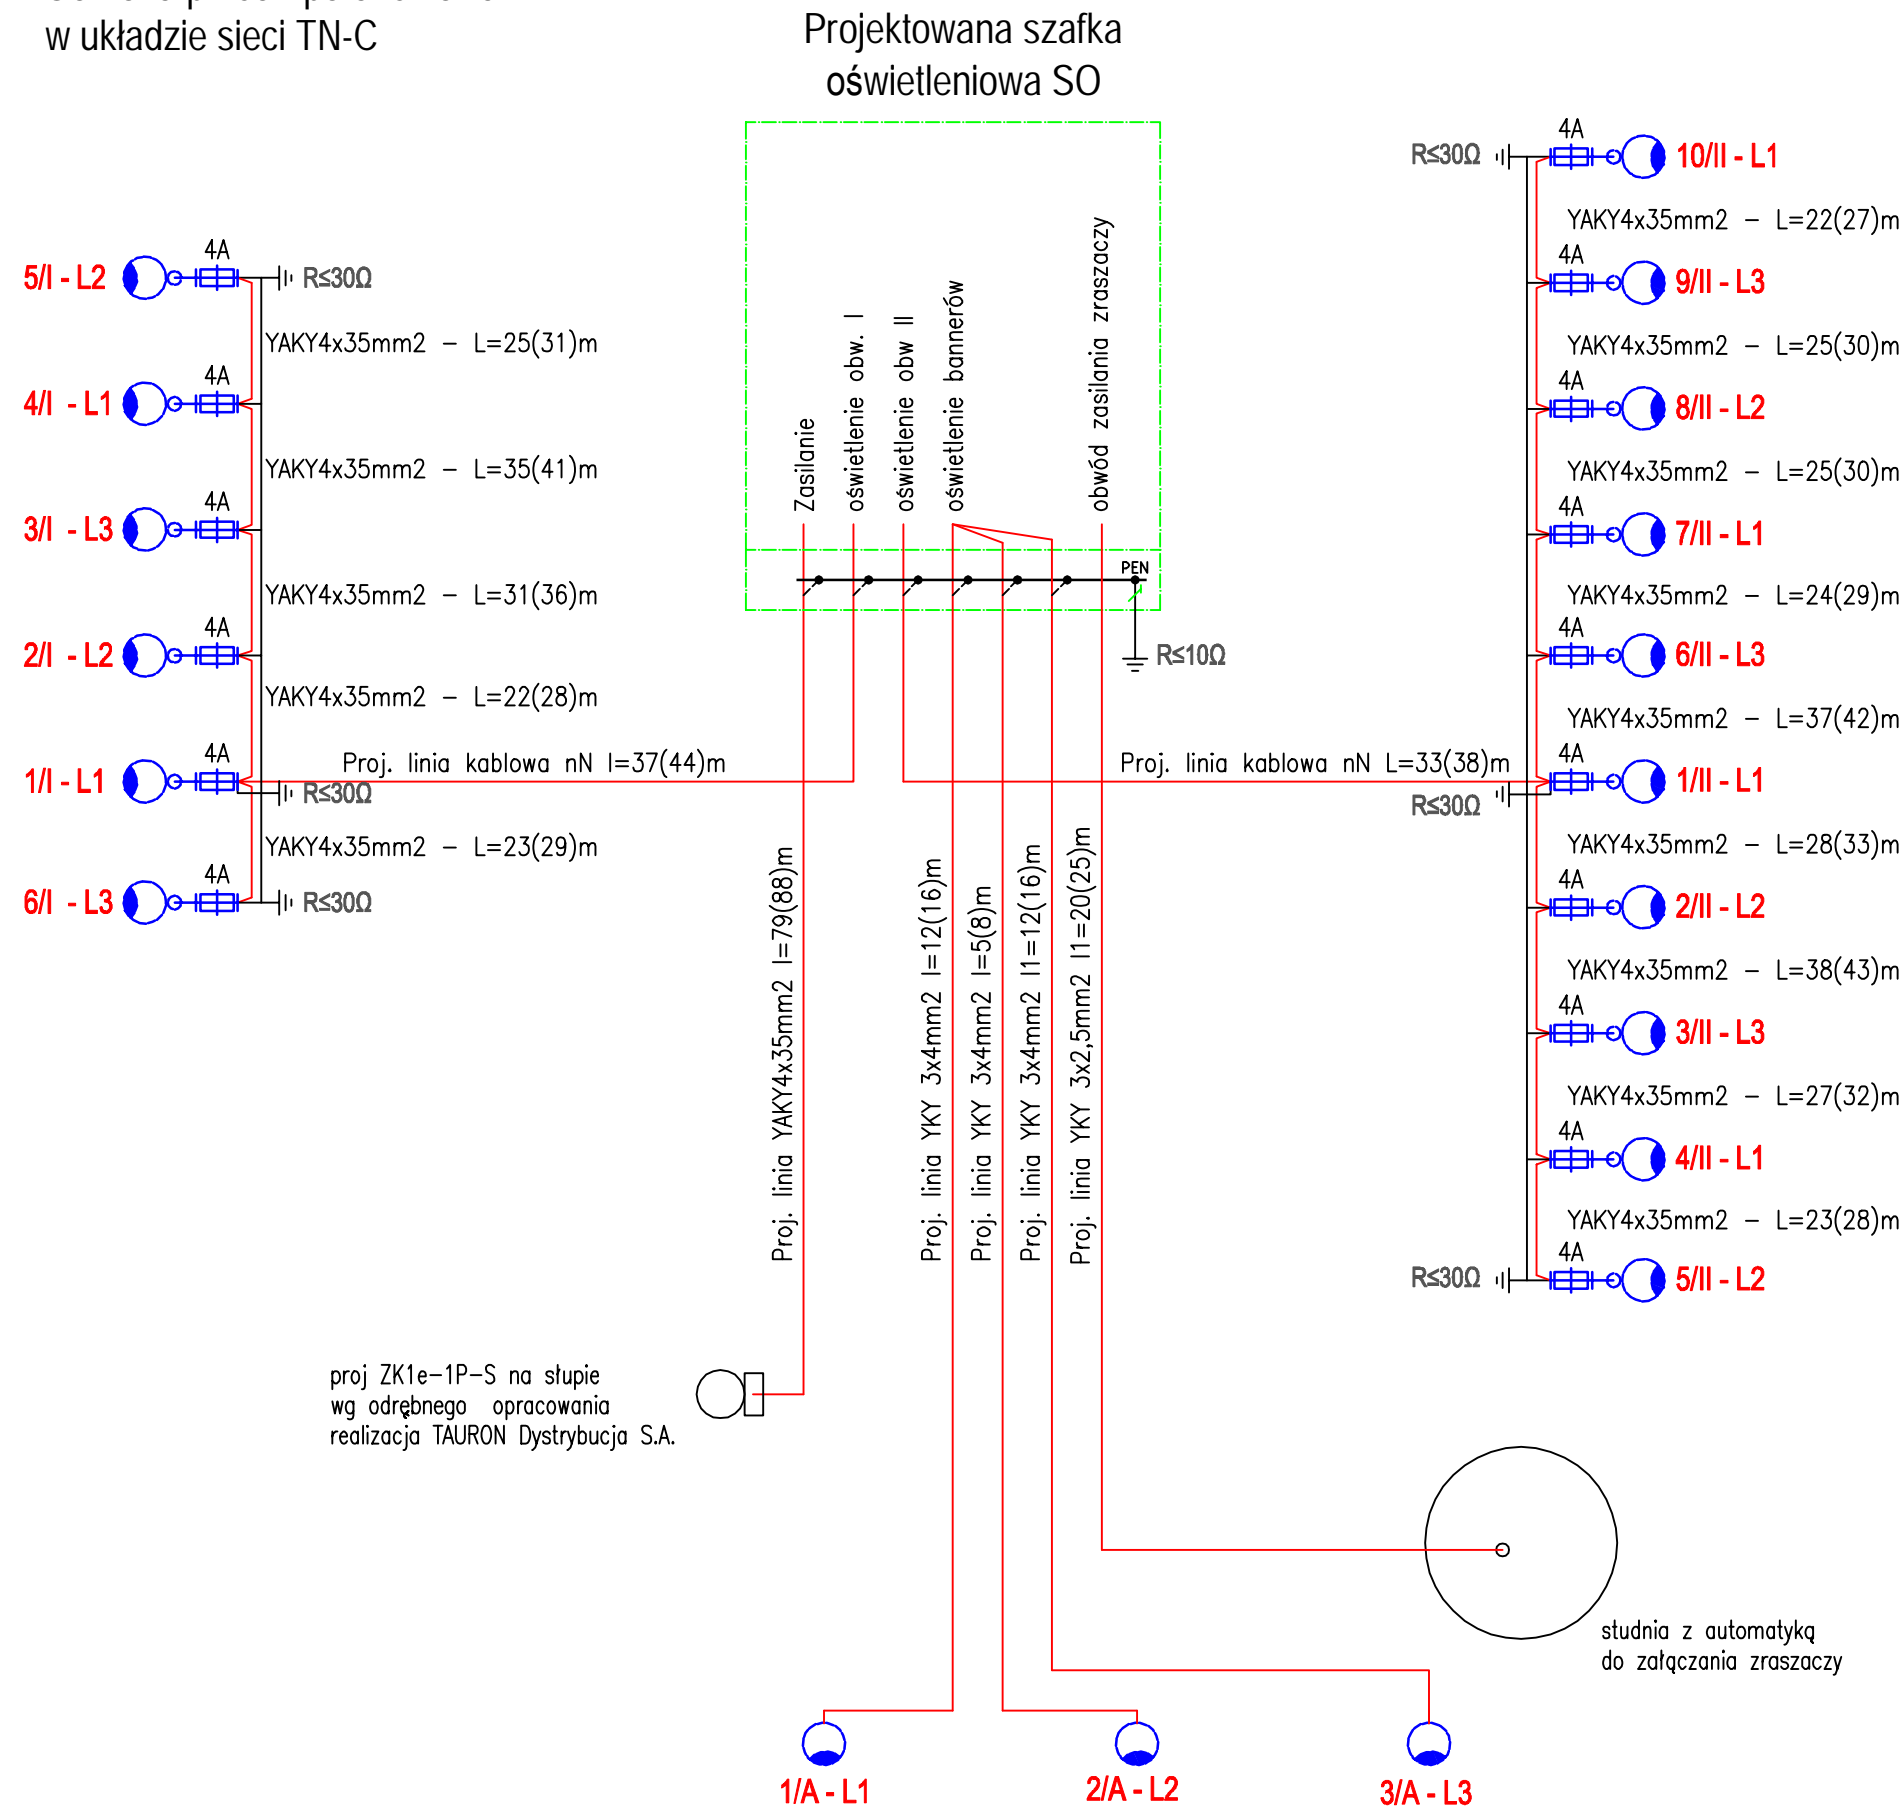 w układzie sieci TN-C
Projektowana szafka
oświetleniowa SO
Zasilanie
oświetlenie obw. I
oświetlenie obw II
oświetlenie bannerów
obwód zasilania zraszaczy
PEN
R≤10Ω
4A
5/I - L2
R≤30Ω
YAKY4x35mm2 - L=25(31)m
4A
4/I - L1
YAKY4x35mm2 - L=35(41)m
4A
3/I - L3
YAKY4x35mm2 - L=31(36)m
4A
2/I - L2
YAKY4x35mm2 - L=22(28)m
4A
1/I - L1
R≤30Ω
Proj. linia kablowa nN l=37(44)m
YAKY4x35mm2 - L=23(29)m
4A
6/I - L3
R≤30Ω
4A
R≤30Ω
10/II - L1
YAKY4x35mm2 - L=22(27)m
4A
9/II - L3
YAKY4x35mm2 - L=25(30)m
4A
8/II - L2
YAKY4x35mm2 - L=25(30)m
4A
7/II - L1
YAKY4x35mm2 - L=24(29)m
4A
6/II - L3
YAKY4x35mm2 - L=37(42)m
4A
Proj. linia kablowa nN L=33(38)m
1/II - L1
R≤30Ω
YAKY4x35mm2 - L=28(33)m
4A
2/II - L2
YAKY4x35mm2 - L=38(43)m
4A
3/II - L3
YAKY4x35mm2 - L=27(32)m
4A
4/II - L1
YAKY4x35mm2 - L=23(28)m
4A
R≤30Ω
5/II - L2
Proj. linia YAKY4x35mm2 l=79(88)m
Proj. linia YKY 3x4mm2 l=12(16)m
Proj. linia YKY 3x4mm2 l=5(8)m
Proj. linia YKY 3x4mm2 l1=12(16)m
Proj. linia YKY 3x2,5mm2 l1=20(25)m
proj ZK1e-1P-S na słupie
wg odrębnego opracowania
realizacja TAURON Dystrybucja S.A.
studnia z automatyką
do załączania zraszaczy
1/A - L1
2/A - L2
3/A - L3